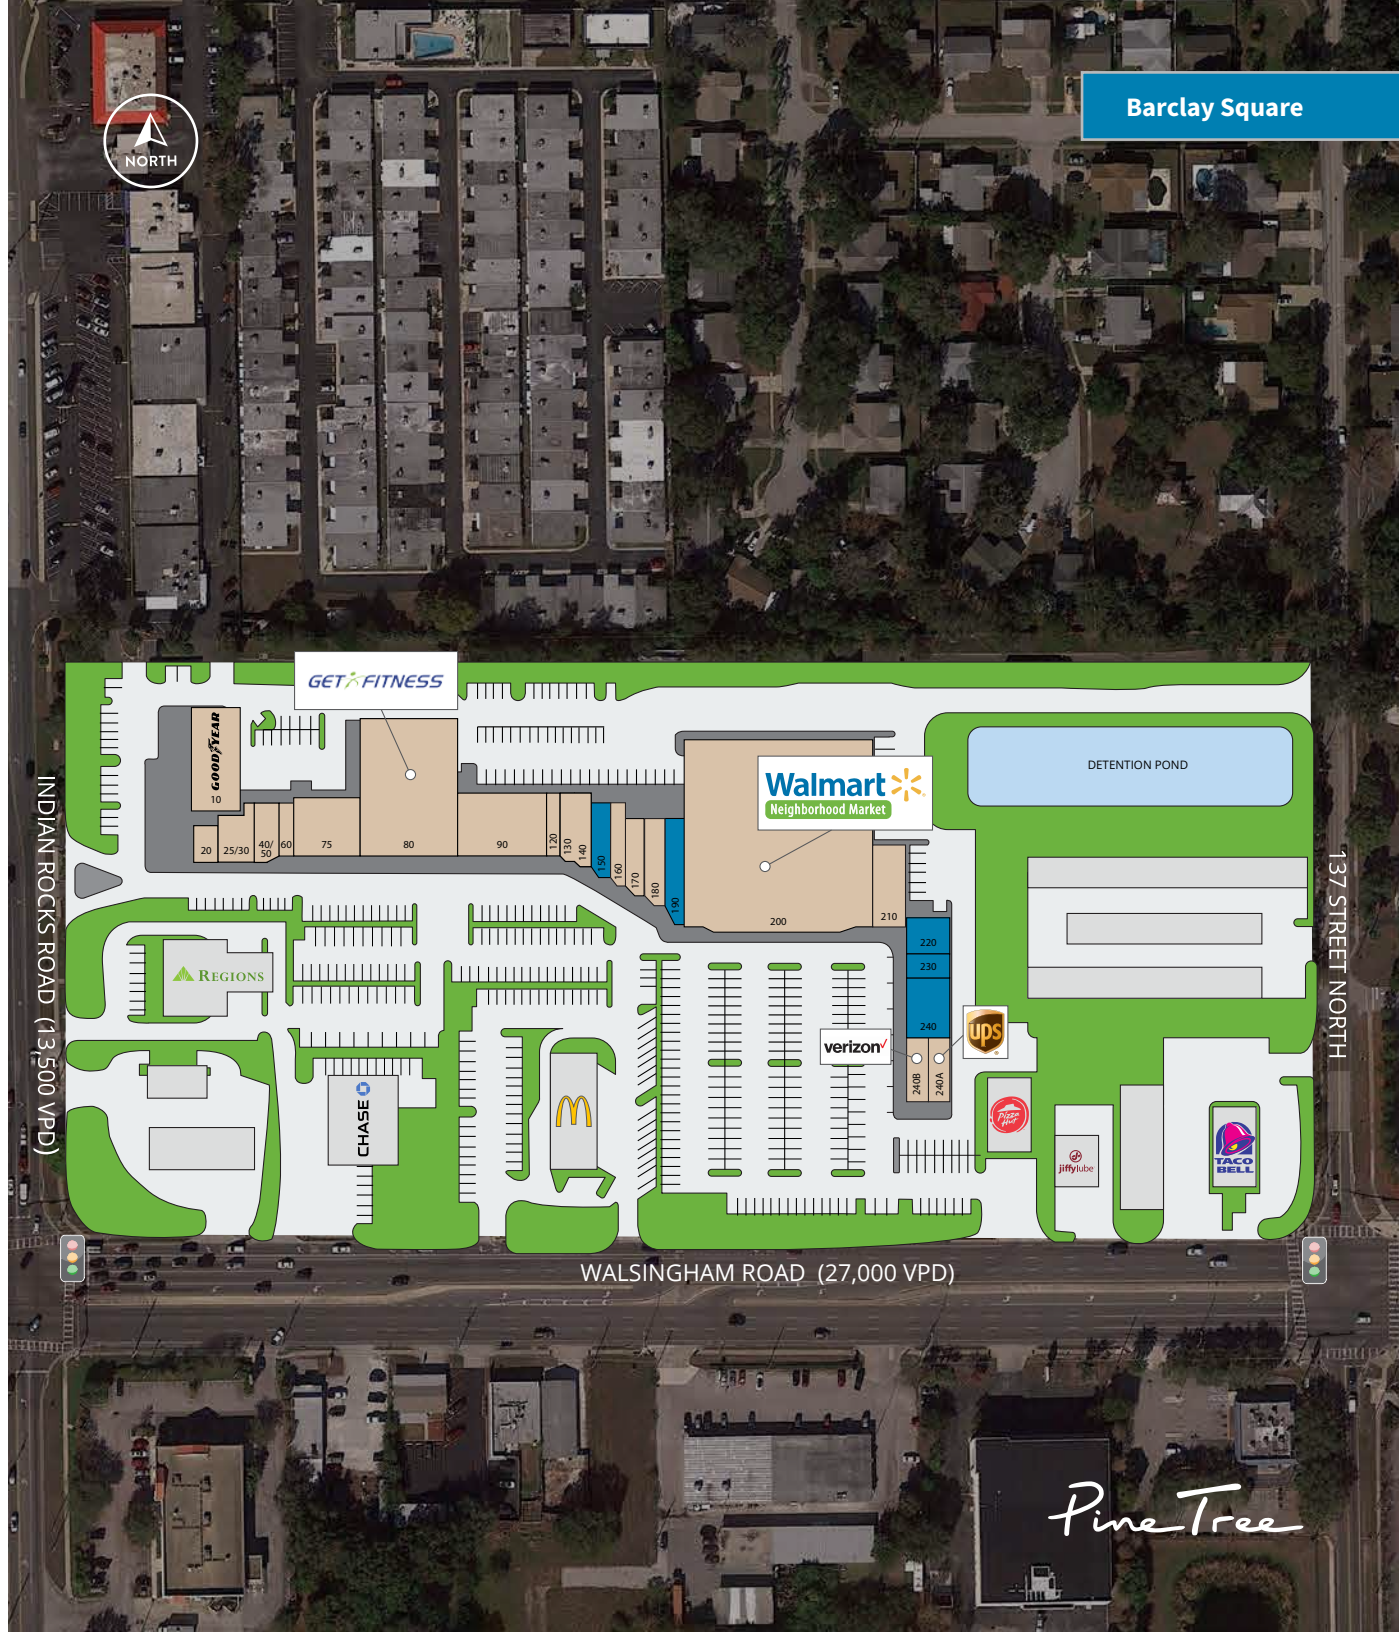 Barclay Square
NORTH
GET FITNESS
GOODYEAR
10
DETENTION POND
Walmart
Neighborhood Market
20
25/30
40/
50
60
75
80
90
120
130
140
150
160
170
180
190
200
210
220
230
240
240B
240A
verizon
ups
REGIONS
CHASE
Pizza
Hut
jiffylube
TACO
BELL
INDIAN ROCKS ROAD (13,500 VPD)
137 STREET NORTH
WALSINGHAM ROAD (27,000 VPD)
Pine Tree